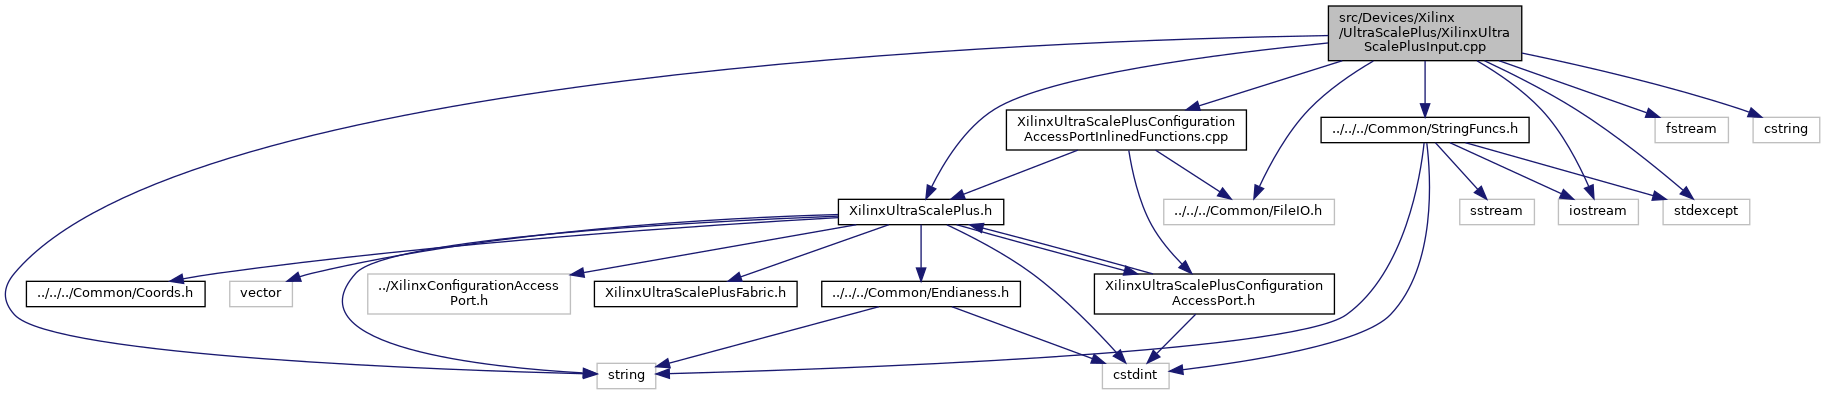 src/Devices/Xilinx
/UltraScalePlus/XilinxUltra
ScalePlusInput.cpp
XilinxUltraScalePlusConfiguration
AccessPortInlinedFunctions.cpp
../../../Common/StringFuncs.h
fstream
cstring
XilinxUltraScalePlus.h
../../../Common/FileIO.h
sstream
iostream
stdexcept
../../../Common/Coords.h
vector
../XilinxConfigurationAccess
Port.h
XilinxUltraScalePlusFabric.h
../../../Common/Endianess.h
XilinxUltraScalePlusConfiguration
AccessPort.h
string
cstdint